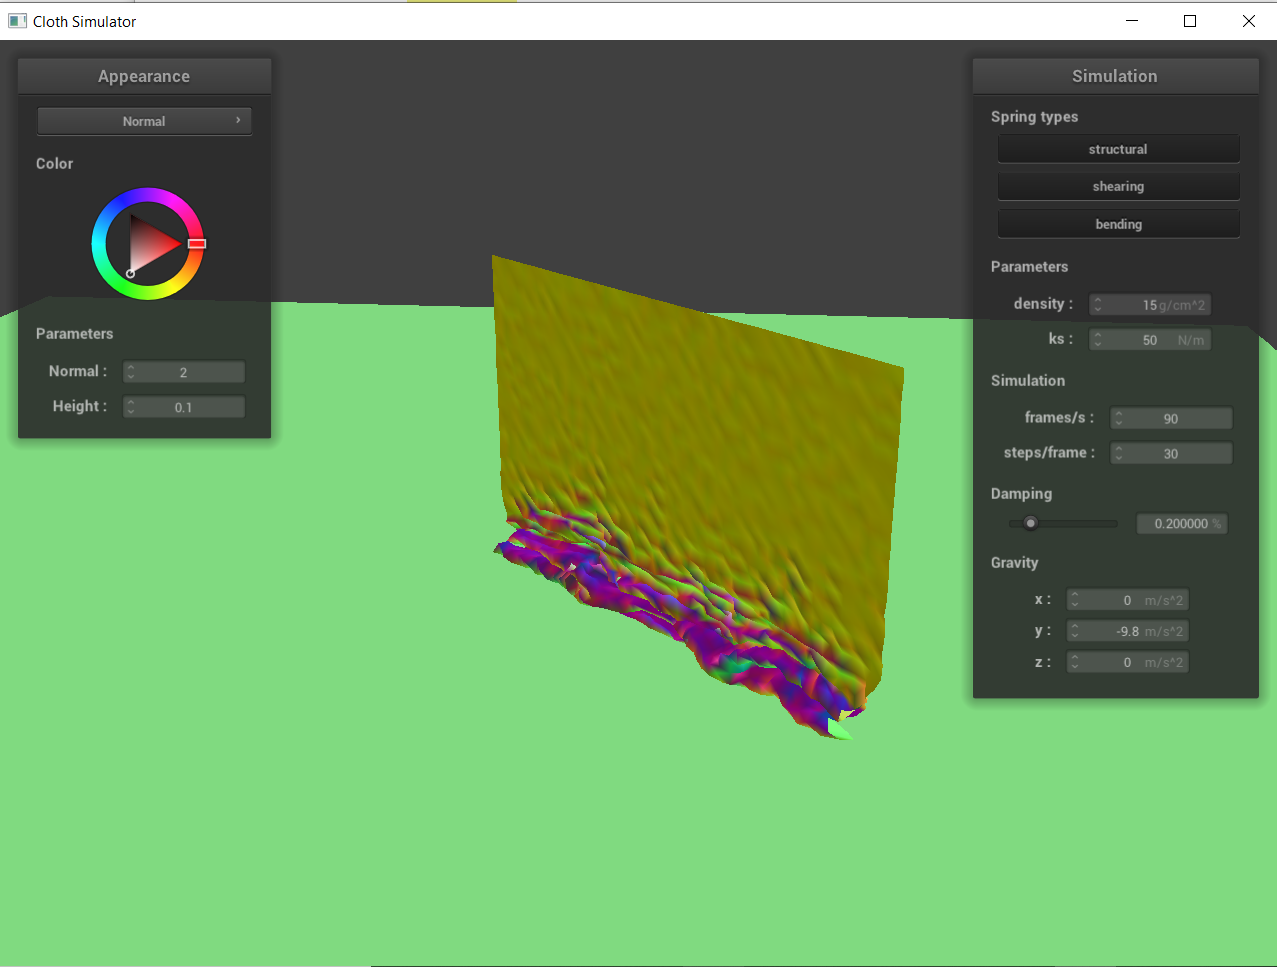 Cloth Simulator
Appearance
Normal
Color
Parameters
Normal : 2
Height : 0.1
Simulation
Spring types
structural
shearing
bending
Parameters
density : 15 g/cm^2
ks : 50 N/m
Simulation
frames/s : 90
steps/frame : 30
Damping
0.200000 %
Gravity
x : 0 m/s^2
y : -9.8 m/s^2
z : 0 m/s^2